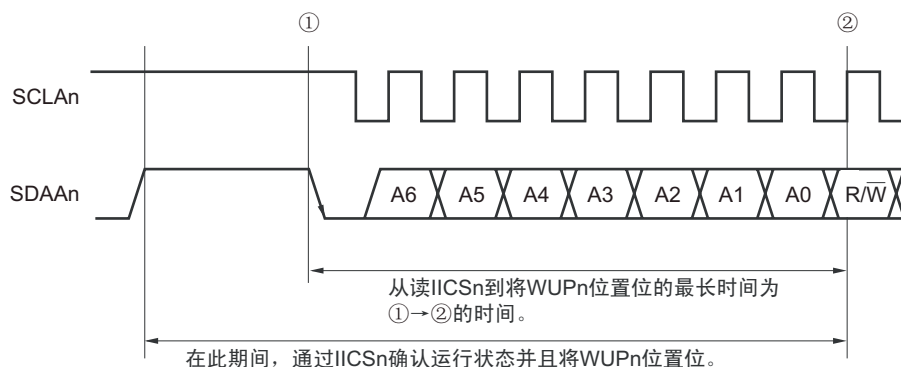 ① ②
SCLAn
SDAAn A6 A5 A4 A3 A2 A1 A0 R/W̅
从读IICSn到将WUPn位置位的最长时间为
①→②的时间。
在此期间，通过IICSn确认运行状态并且将WUPn位置位。